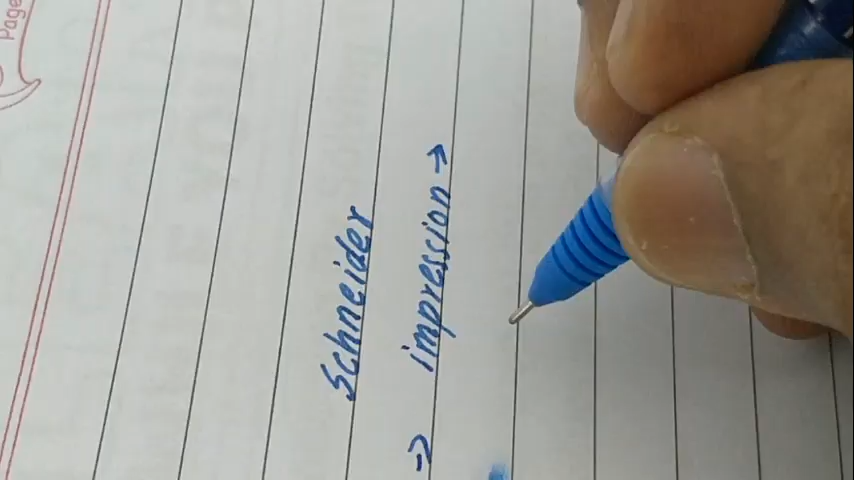 Page
Schneider
⇒ impression →